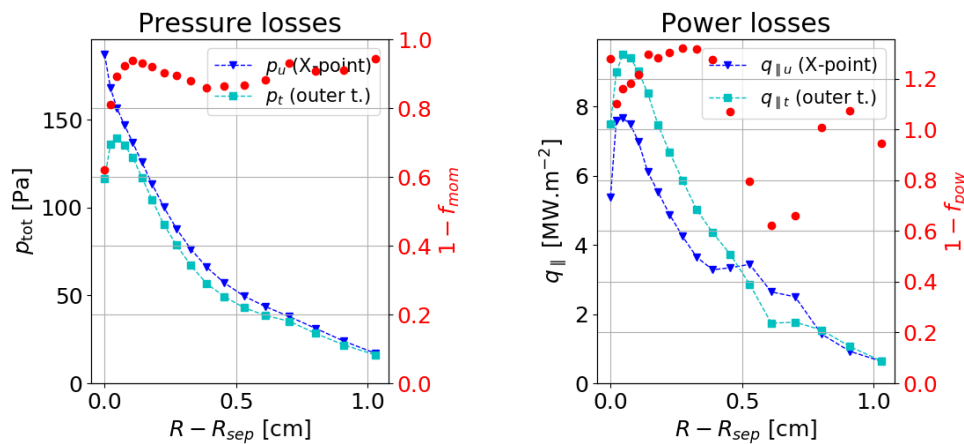 Pressure losses
p_u (X-point)
p_t (outer t.)
150
100
50
0
p_tot [Pa]
1.0
0.8
0.6
0.4
0.2
0.0
1 − f_mom
0.0 0.5 1.0
R − R_sep [cm]
Power losses
q_∥u (X-point)
q_∥t (outer t.)
8
6
4
2
0
q_∥ [MW.m⁻²]
1.2
1.0
0.8
0.6
0.4
0.2
0.0
1 − f_pow
0.0 0.5 1.0
R − R_sep [cm]